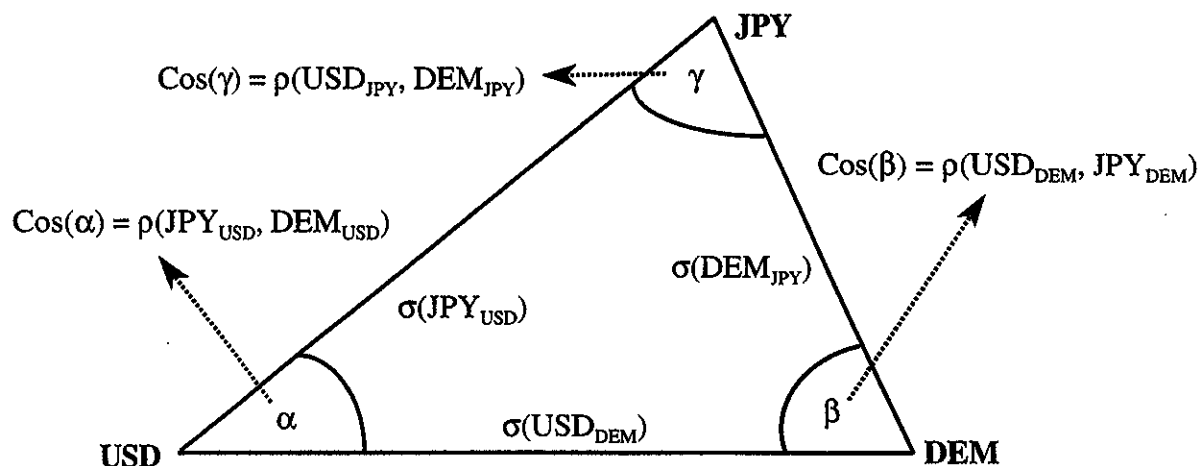 JPY
Cos(γ) = ρ(USD_JPY, DEM_JPY)
γ
Cos(β) = ρ(USD_DEM, JPY_DEM)
Cos(α) = ρ(JPY_USD, DEM_USD)
σ(DEM_JPY)
σ(JPY_USD)
α
β
σ(USD_DEM)
USD
DEM